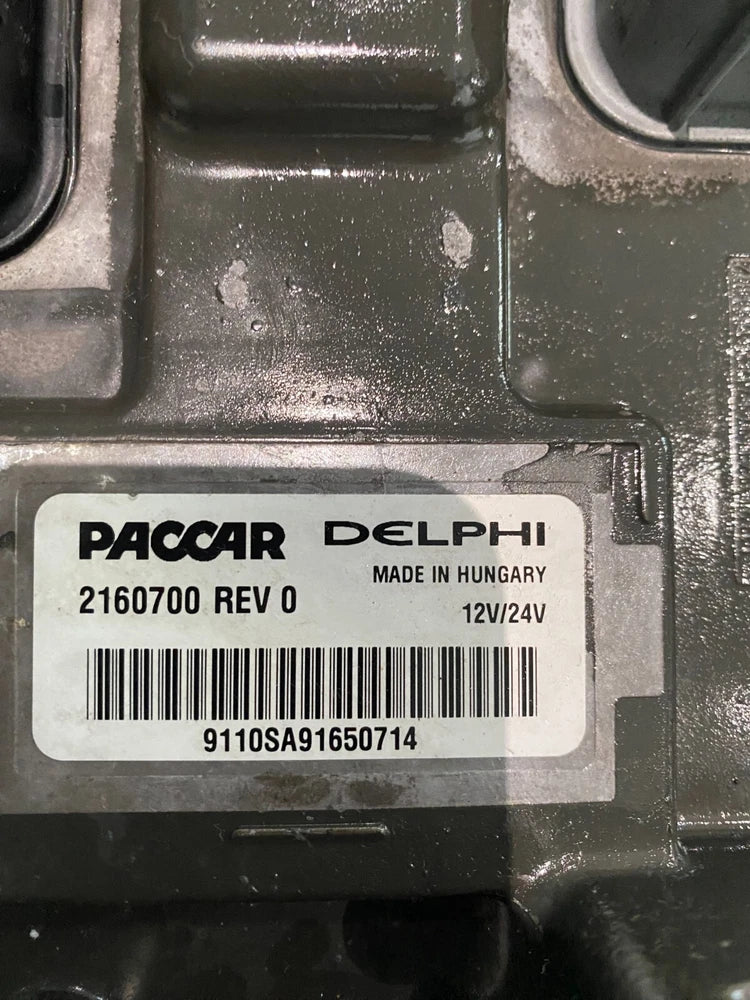 PACCAR DELPHI
MADE IN HUNGARY
2160700 REV 0
12V/24V
9110SA91650714